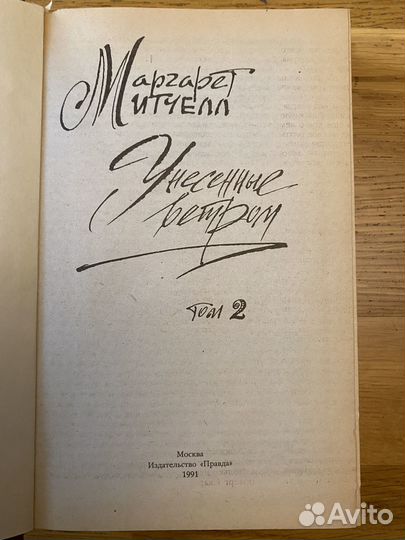 Маргарет
Митчелл
Унесенные
ветром
том 2
Москва
Издательство «Правда»
1991
Avito